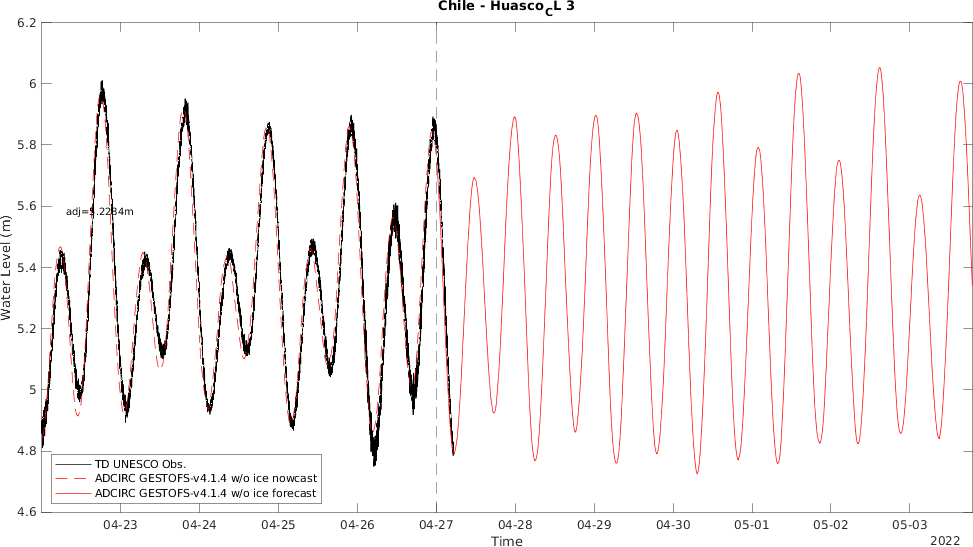 Chile - Huasco_CL 3
6.2
6
5.8
5.6
5.4
5.2
5
4.8
4.6
Water Level (m)
adj=5.2284m
TD UNESCO Obs.
ADCIRC GESTOFS-v4.1.4 w/o ice nowcast
ADCIRC GESTOFS-v4.1.4 w/o ice forecast
04-23 04-24 04-25 04-26 04-27 04-28 04-29 04-30 05-01 05-02 05-03
Time
2022